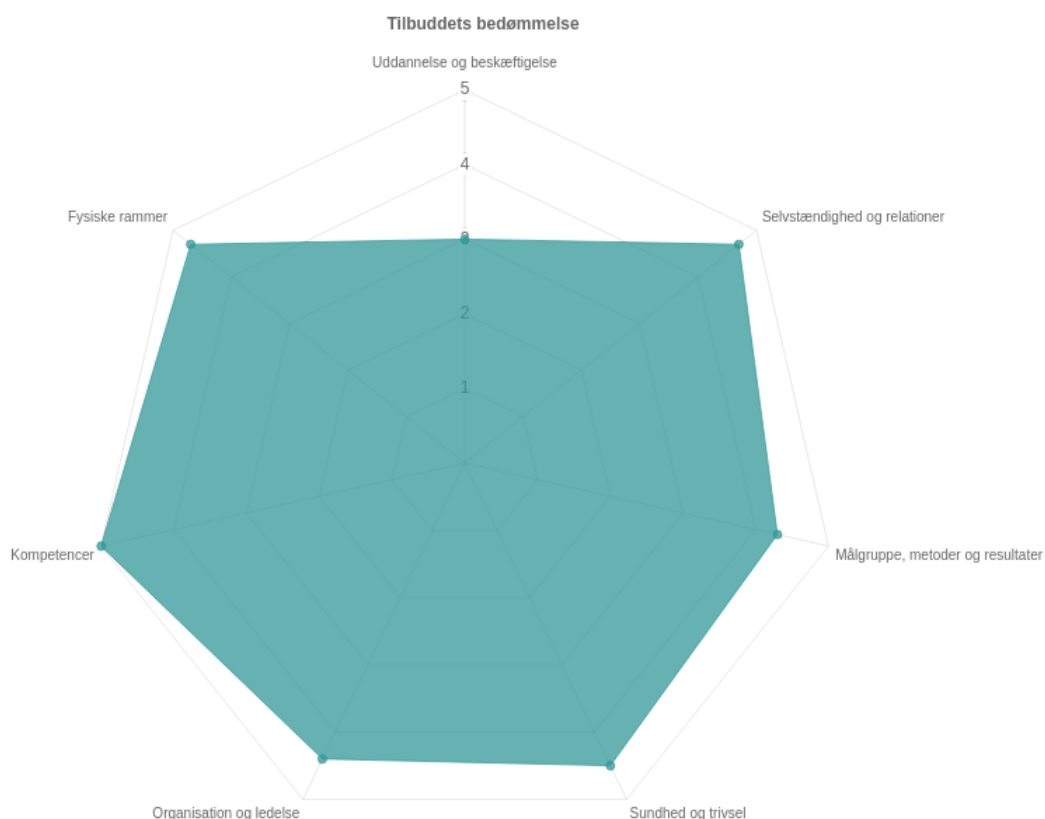 Tilbuddets bedømmelse
Uddannelse og beskæftigelse
5
4
3
2
1
Fysiske rammer
Selvstændighed og relationer
Kompetencer
Målgruppe, metoder og resultater
Organisation og ledelse
Sundhed og trivsel